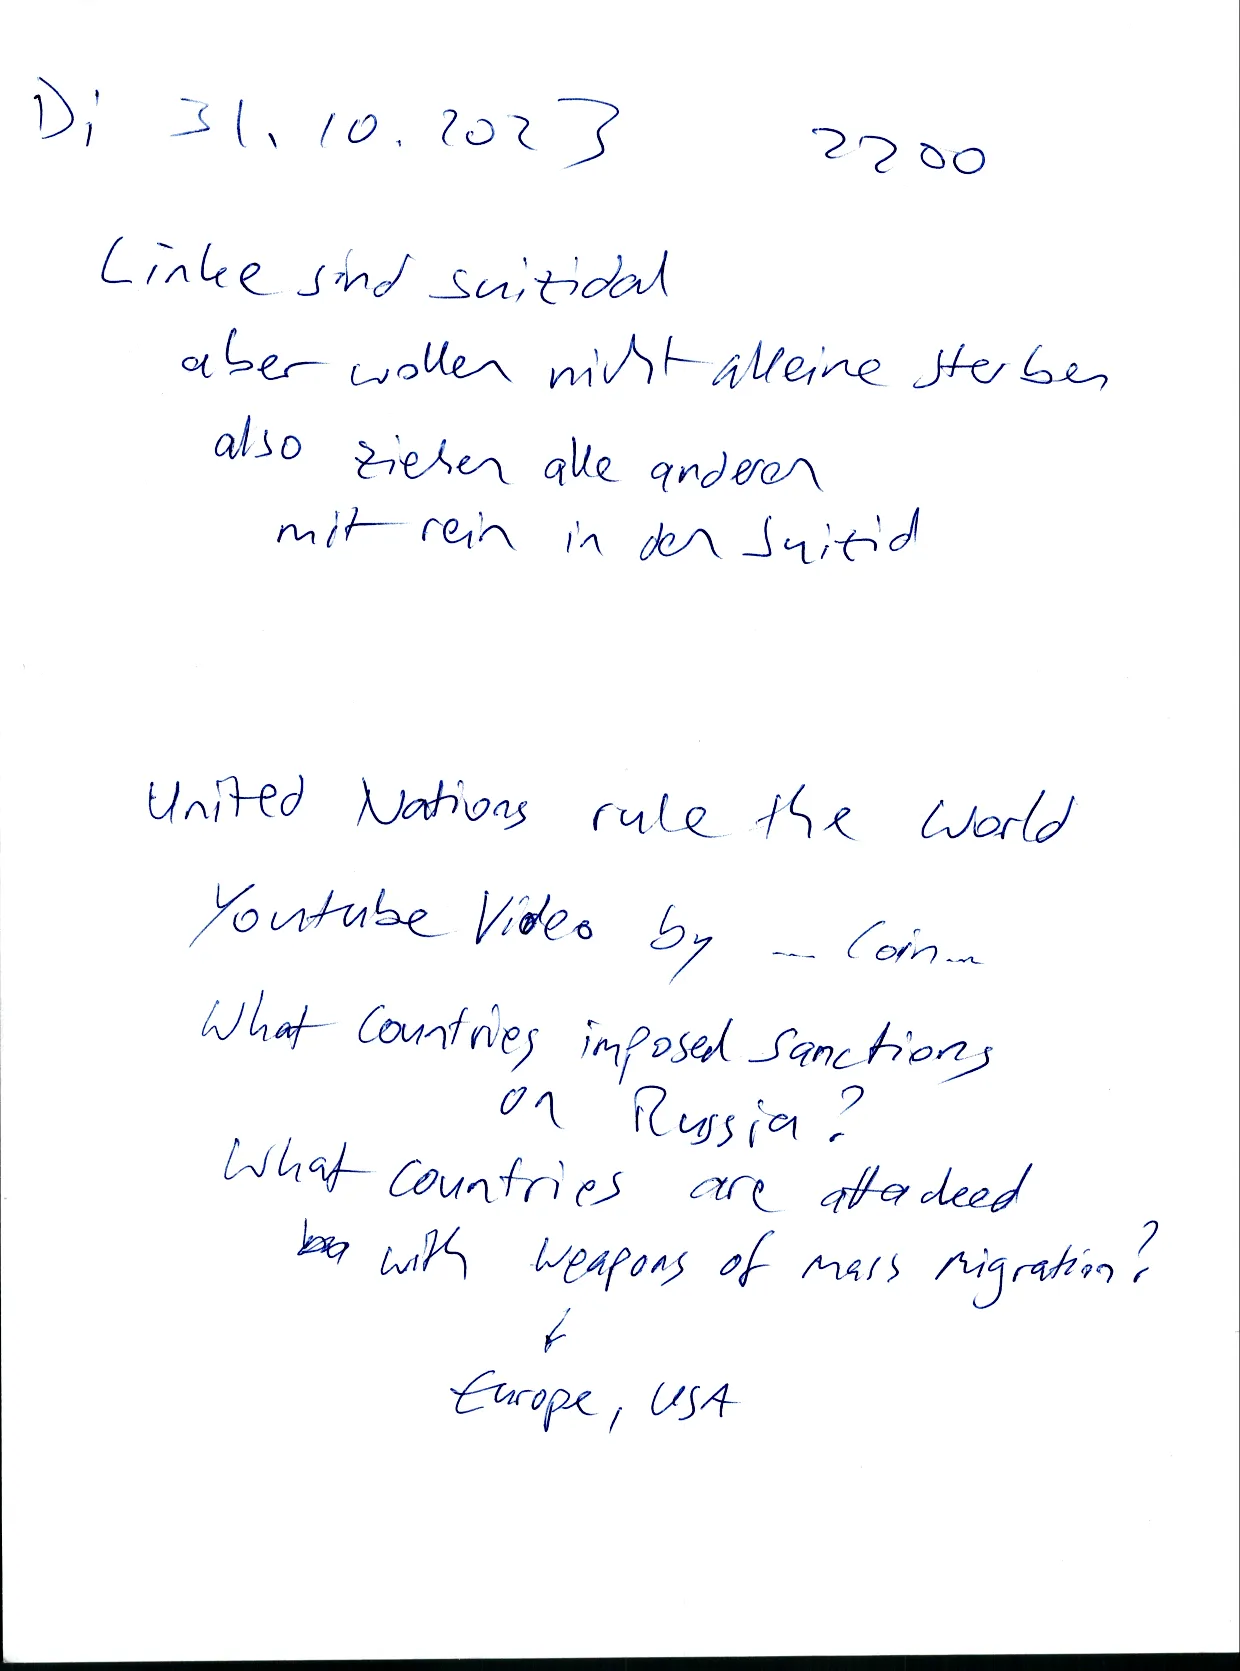 Di 31.10.2023 2200
Linke sind suizidal
aber wollen nicht alleine sterben
also ziehen alle anderen
mit rein in den Suizid
United Nations rule the World
Youtube Video by ... Coin...
What Countries imposed Sanctions
on Russia?
What countries are attacked
with weapons of mass migration?
Europe, USA